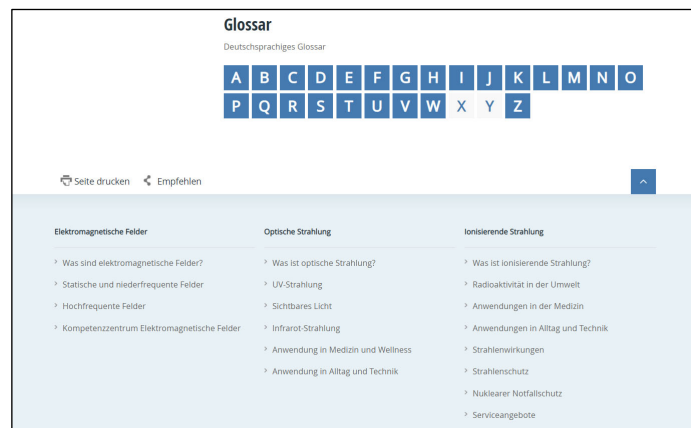 Glossar
Deutschsprachiges Glossar
A B C D E F G H I J K L M N O
P Q R S T U V W X Y Z
Seite drucken Empfehlen
Elektromagnetische Felder
Was sind elektromagnetische Felder?
Statische und niederfrequente Felder
Hochfrequente Felder
Kompetenzzentrum Elektromagnetische Felder
Optische Strahlung
Was ist optische Strahlung?
UV-Strahlung
Sichtbares Licht
Infrarot-Strahlung
Anwendung in Medizin und Wellness
Anwendung in Alltag und Technik
Ionisierende Strahlung
Was ist ionisierende Strahlung?
Radioaktivität in der Umwelt
Anwendungen in der Medizin
Anwendungen in Alltag und Technik
Strahlenwirkungen
Strahlenschutz
Nuklearer Notfallschutz
Serviceangebote